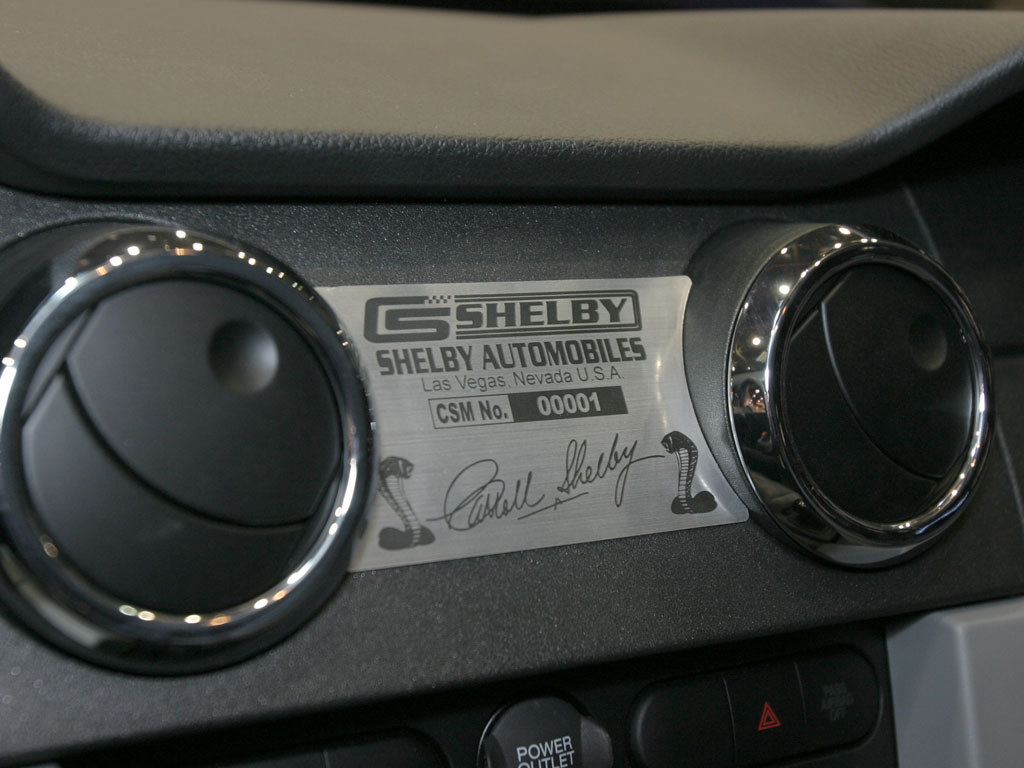 CS SHELBY
SHELBY AUTOMOBILES
Las Vegas, Nevada U.S.A.
CSM No. 00001
Carroll Shelby
POWER
OUTLET